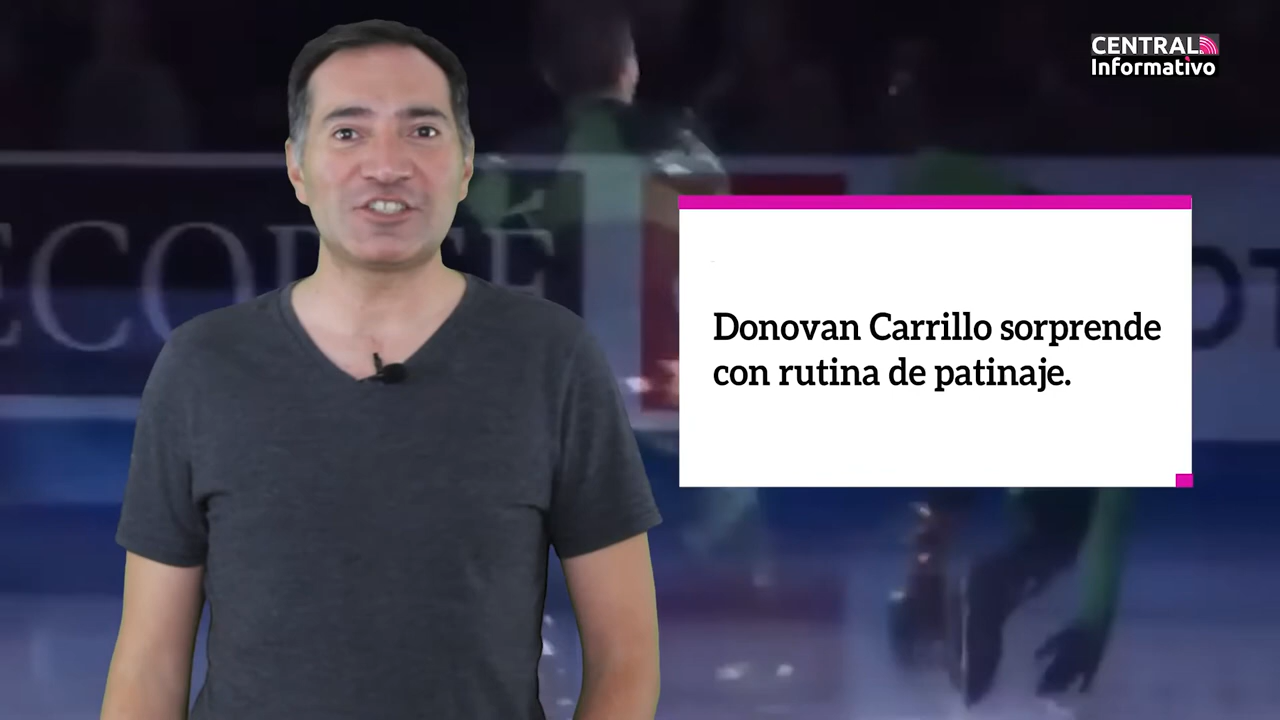 CENTRAL
Informativo
Donovan Carrillo sorprende
con rutina de patinaje.